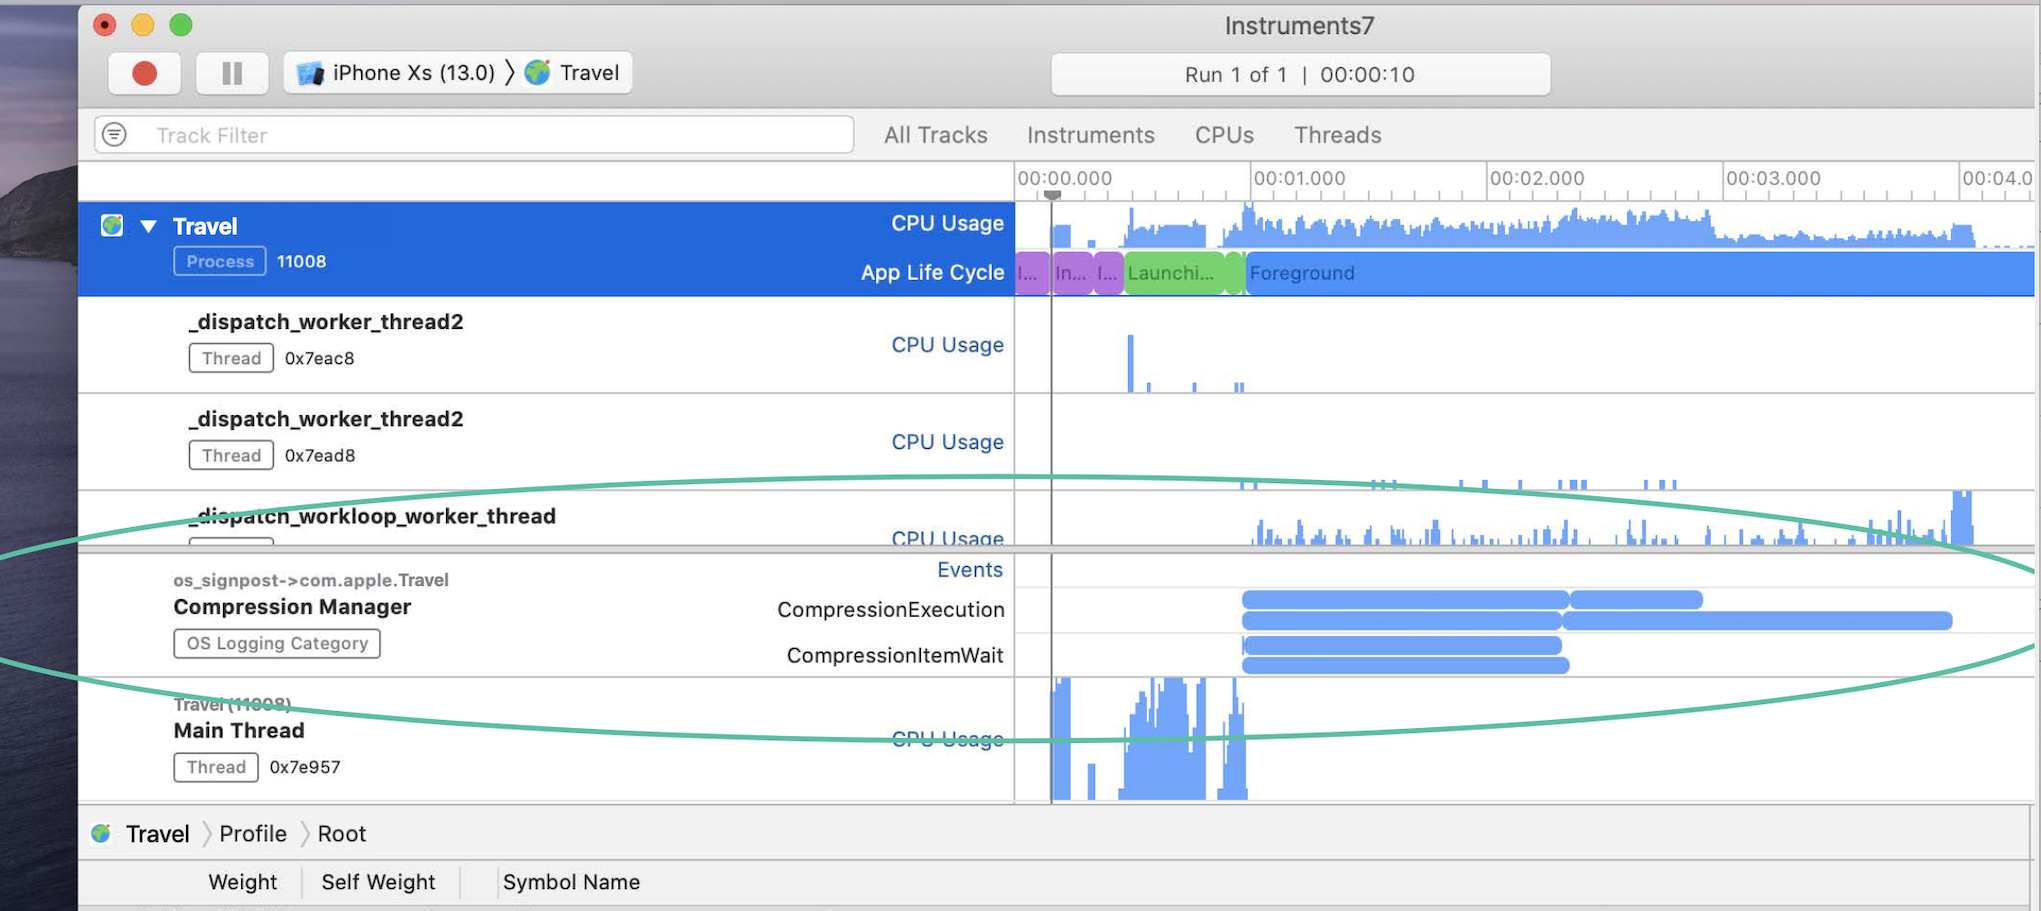 Instruments7
iPhone Xs (13.0) 〉 Travel
Run 1 of 1 | 00:00:10
Track Filter
All Tracks Instruments CPUs Threads
00:00.000 00:01.000 00:02.000 00:03.000 00:04.0
Travel
CPU Usage
Process 11008
App Life Cycle
I... In... I... Launchi... Foreground
_dispatch_worker_thread2
Thread 0x7eac8
CPU Usage
_dispatch_worker_thread2
Thread 0x7ead8
CPU Usage
_dispatch_workloop_worker_thread
CPU Usage
os_signpost->com.apple.Travel
Compression Manager
OS Logging Category
Events
CompressionExecution
CompressionItemWait
Travel (11008)
Main Thread
Thread 0x7e957
CPU Usage
Travel 〉 Profile 〉 Root
Weight Self Weight Symbol Name